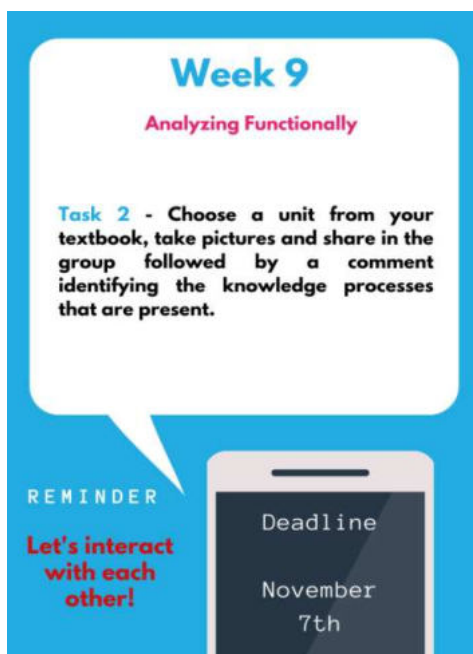 Week 9
Analyzing Functionally
Task 2 - Choose a unit from your
textbook, take pictures and share in the
group followed by a comment
identifying the knowledge processes
that are present.
REMINDER
Let's interact
with each
other!
Deadline
November
7th